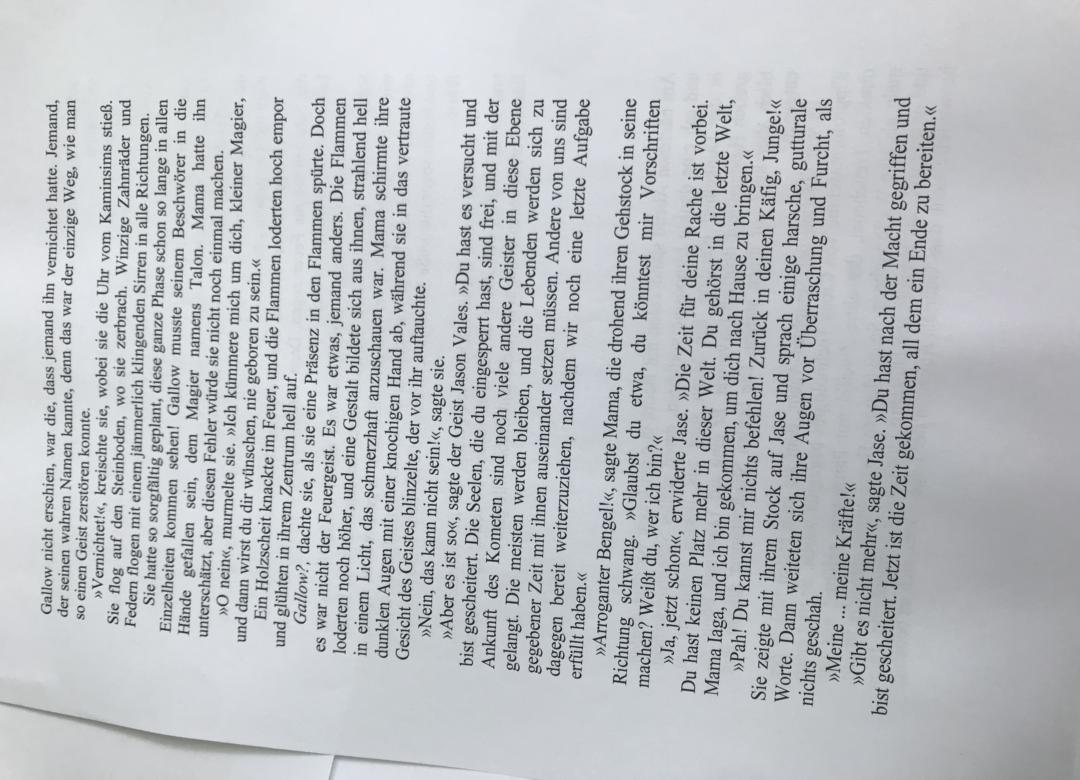 Gallow nicht erschien, war die, dass jemand ihn vernichtet hatte. Jemand,
der seinen wahren Namen kannte, denn das war der einzige Weg, wie man
so einen Geist zerstören konnte.
»Vernichtet!«, kreischte sie, wobei sie die Uhr vom Kaminsims stieß.
Sie flog auf den Steinboden, wo sie zerbrach. Winzige Zahnräder und
Federn flogen mit einem jämmerlich klingenden Sirren in alle Richtungen.
Sie hatte so sorgfältig geplant, diese ganze Phase schon so lange in allen
Einzelheiten kommen sehen! Gallow musste seinem Beschwörer in die
Hände gefallen sein, dem Magier namens Talon. Mama hatte ihn
unterschätzt, aber diesen Fehler würde sie nicht noch einmal machen.
»O nein«, murmelte sie. »Ich kümmere mich um dich, kleiner Magier,
und dann wirst du dir wünschen, nie geboren zu sein.«
Ein Holzscheit knackte im Feuer, und die Flammen loderten hoch empor
und glühten in ihrem Zentrum hell auf.
Gallow?, dachte sie, als sie eine Präsenz in den Flammen spürte. Doch
es war nicht der Feuergeist. Es war etwas, jemand anders. Die Flammen
loderten noch höher, und eine Gestalt bildete sich aus ihnen, strahlend hell
in einem Licht, das schmerzhaft anzuschauen war. Mama schirmte ihre
dunklen Augen mit einer knochigen Hand ab, während sie in das vertraute
Gesicht des Geistes blinzelte, der vor ihr auftauchte.
»Nein, das kann nicht sein!«, sagte sie.
»Aber es ist so«, sagte der Geist Jason Vales. »Du hast es versucht und
bist gescheitert. Die Seelen, die du eingesperrt hast, sind frei, und mit der
Ankunft des Kometen sind noch viele andere Geister in diese Ebene
gelangt. Die meisten werden bleiben, und die Lebenden werden sich zu
gegebener Zeit mit ihnen auseinander setzen müssen. Andere von uns sind
dagegen bereit weiterzuziehen, nachdem wir noch eine letzte Aufgabe
erfüllt haben.«
»Arroganter Bengel!«, sagte Mama, die drohend ihren Gehstock in seine
Richtung schwang. »Glaubst du etwa, du könntest mir Vorschriften
machen? Weißt du, wer ich bin?«
»Ja, jetzt schon«, erwiderte Jase. »Die Zeit für deine Rache ist vorbei.
Du hast keinen Platz mehr in dieser Welt. Du gehörst in die letzte Welt,
Mama Iaga, und ich bin gekommen, um dich nach Hause zu bringen.«
»Pah! Du kannst mir nichts befehlen! Zurück in deinen Käfig, Junge!«
Sie zeigte mit ihrem Stock auf Jase und sprach einige harsche, gutturale
Worte. Dann weiteten sich ihre Augen vor Überraschung und Furcht, als
nichts geschah.
»Meine ... meine Kräfte!«
»Gibt es nicht mehr«, sagte Jase. »Du hast nach der Macht gegriffen und
bist gescheitert. Jetzt ist die Zeit gekommen, all dem ein Ende zu bereiten.«